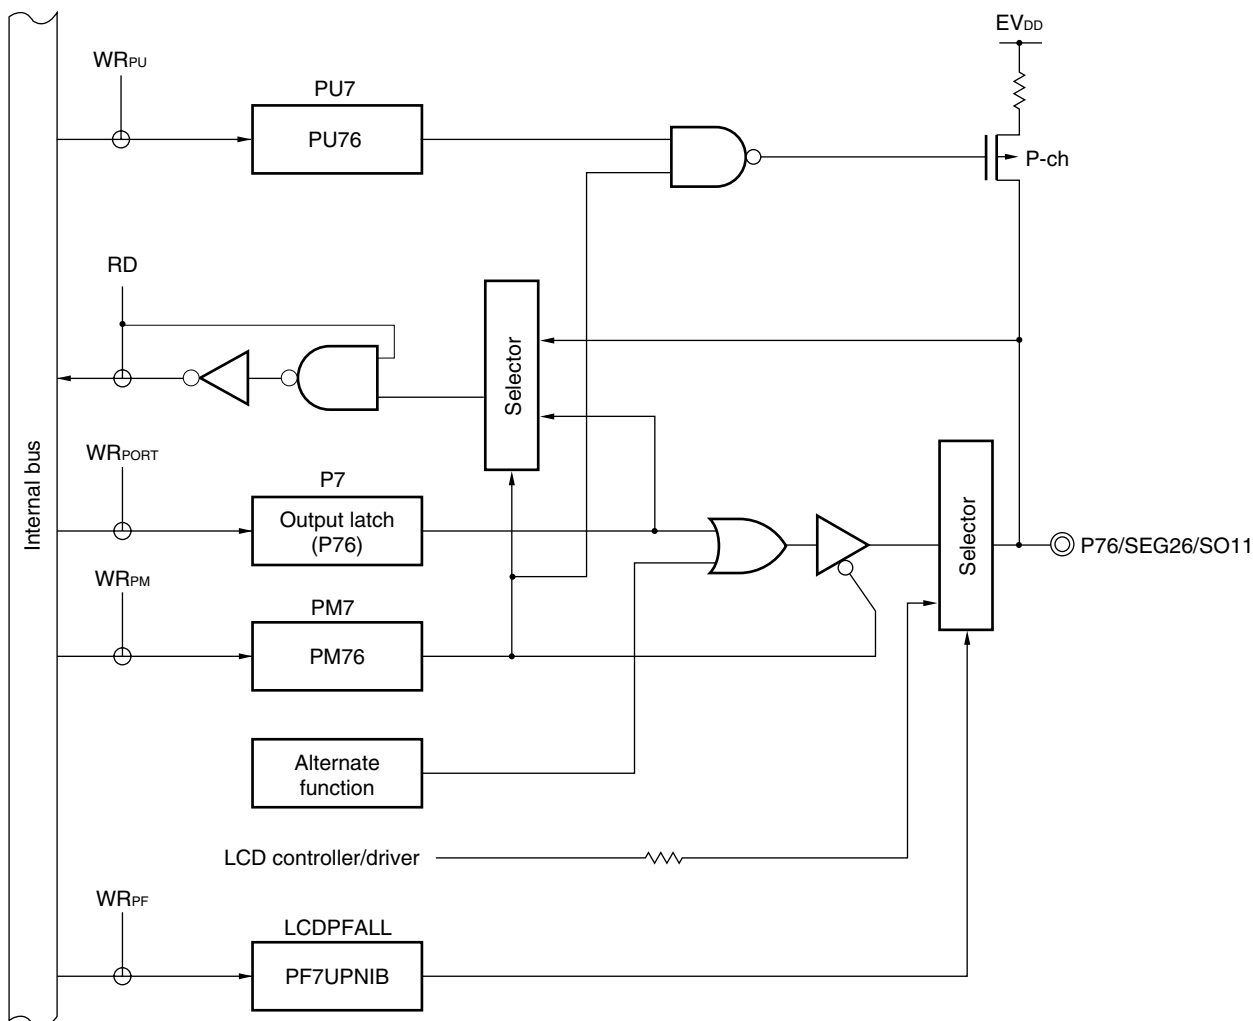 EVDD
WRPU
PU7
PU76
P-ch
RD
Selector
WRPORT
P7
Output latch
(P76)
Internal bus
Selector
P76/SEG26/SO11
WRPM
PM7
PM76
Alternate
function
LCD controller/driver
WRPF
LCDPFALL
PF7UPNIB